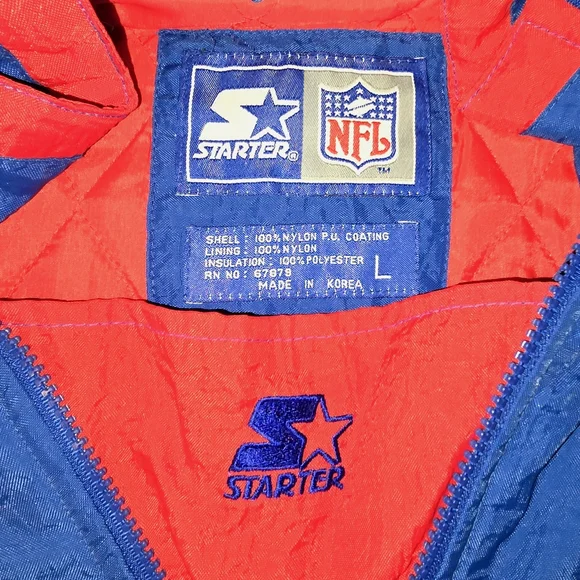 STARTER®
NFL
TM
SHELL : 100% NYLON P.U. COATING
LINING : 100% NYLON
INSULATION : 100% POLYESTER
RN NO : 67879
L
MADE IN KOREA
STARTER